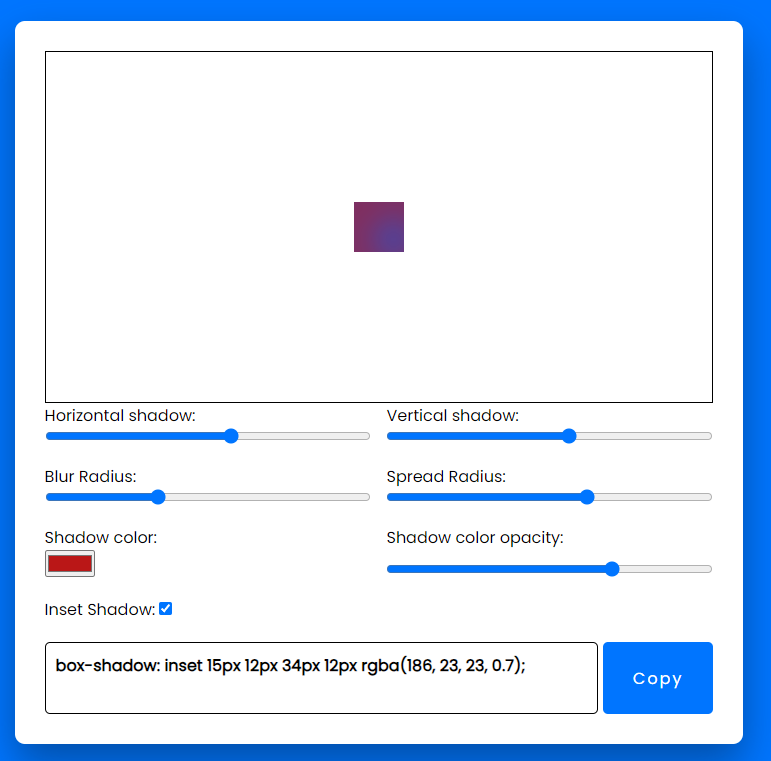 Horizontal shadow:
Vertical shadow:
Blur Radius:
Spread Radius:
Shadow color:
Shadow color opacity:
Inset Shadow:
box-shadow: inset 15px 12px 34px 12px rgba(186, 23, 23, 0.7);
Copy